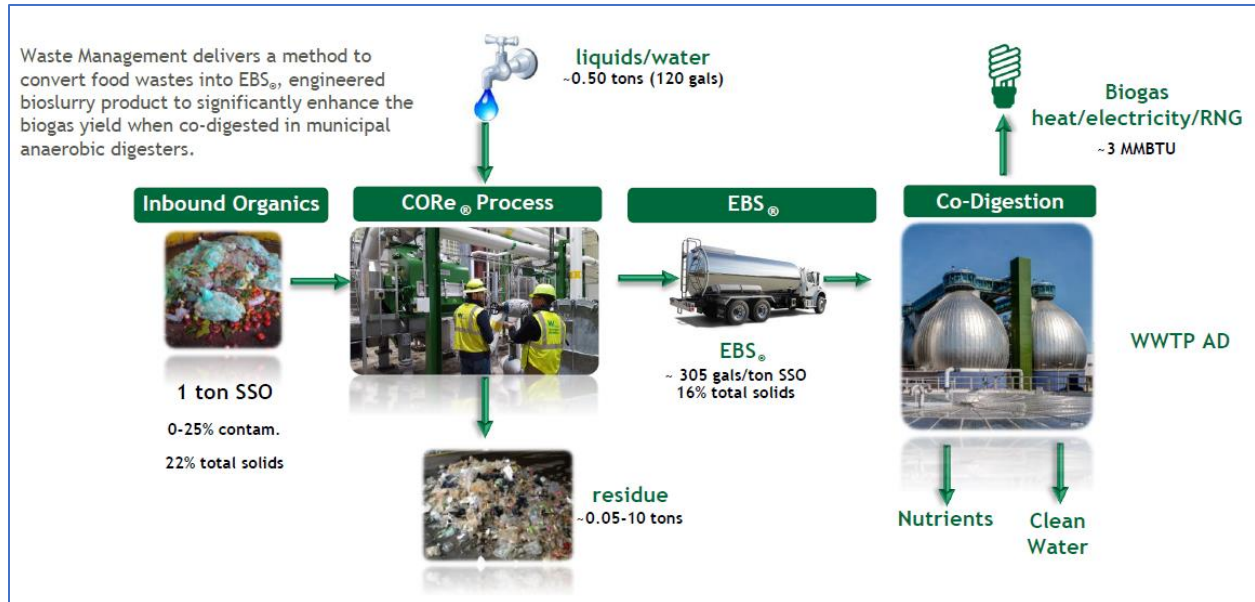 Waste Management delivers a method to
convert food wastes into EBS®, engineered
bioslurry product to significantly enhance the
biogas yield when co-digested in municipal
anaerobic digesters.
liquids/water
~0.50 tons (120 gals)
Biogas
heat/electricity/RNG
~3 MMBTU
Inbound Organics
CORe® Process
EBS®
Co-Digestion
1 ton SSO
0-25% contam.
22% total solids
EBS®
~ 305 gals/ton SSO
16% total solids
WWTP AD
residue
~0.05-10 tons
Nutrients
Clean
Water